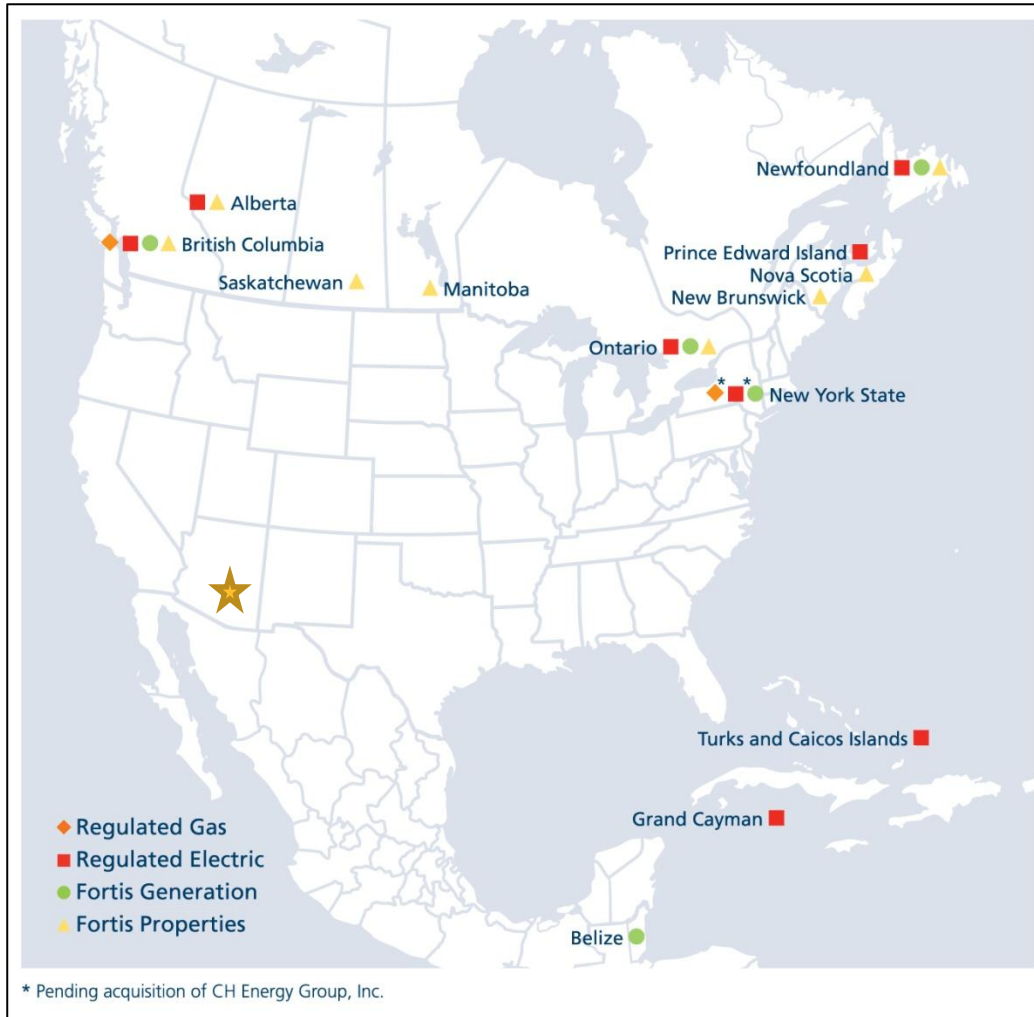 Newfoundland
Alberta
Prince Edward Island
British Columbia
Nova Scotia
Saskatchewan
Manitoba
New Brunswick
Ontario
* *
New York State
Turks and Caicos Islands
Grand Cayman
Regulated Gas
Regulated Electric
Fortis Generation
Fortis Properties
Belize
* Pending acquisition of CH Energy Group, Inc.